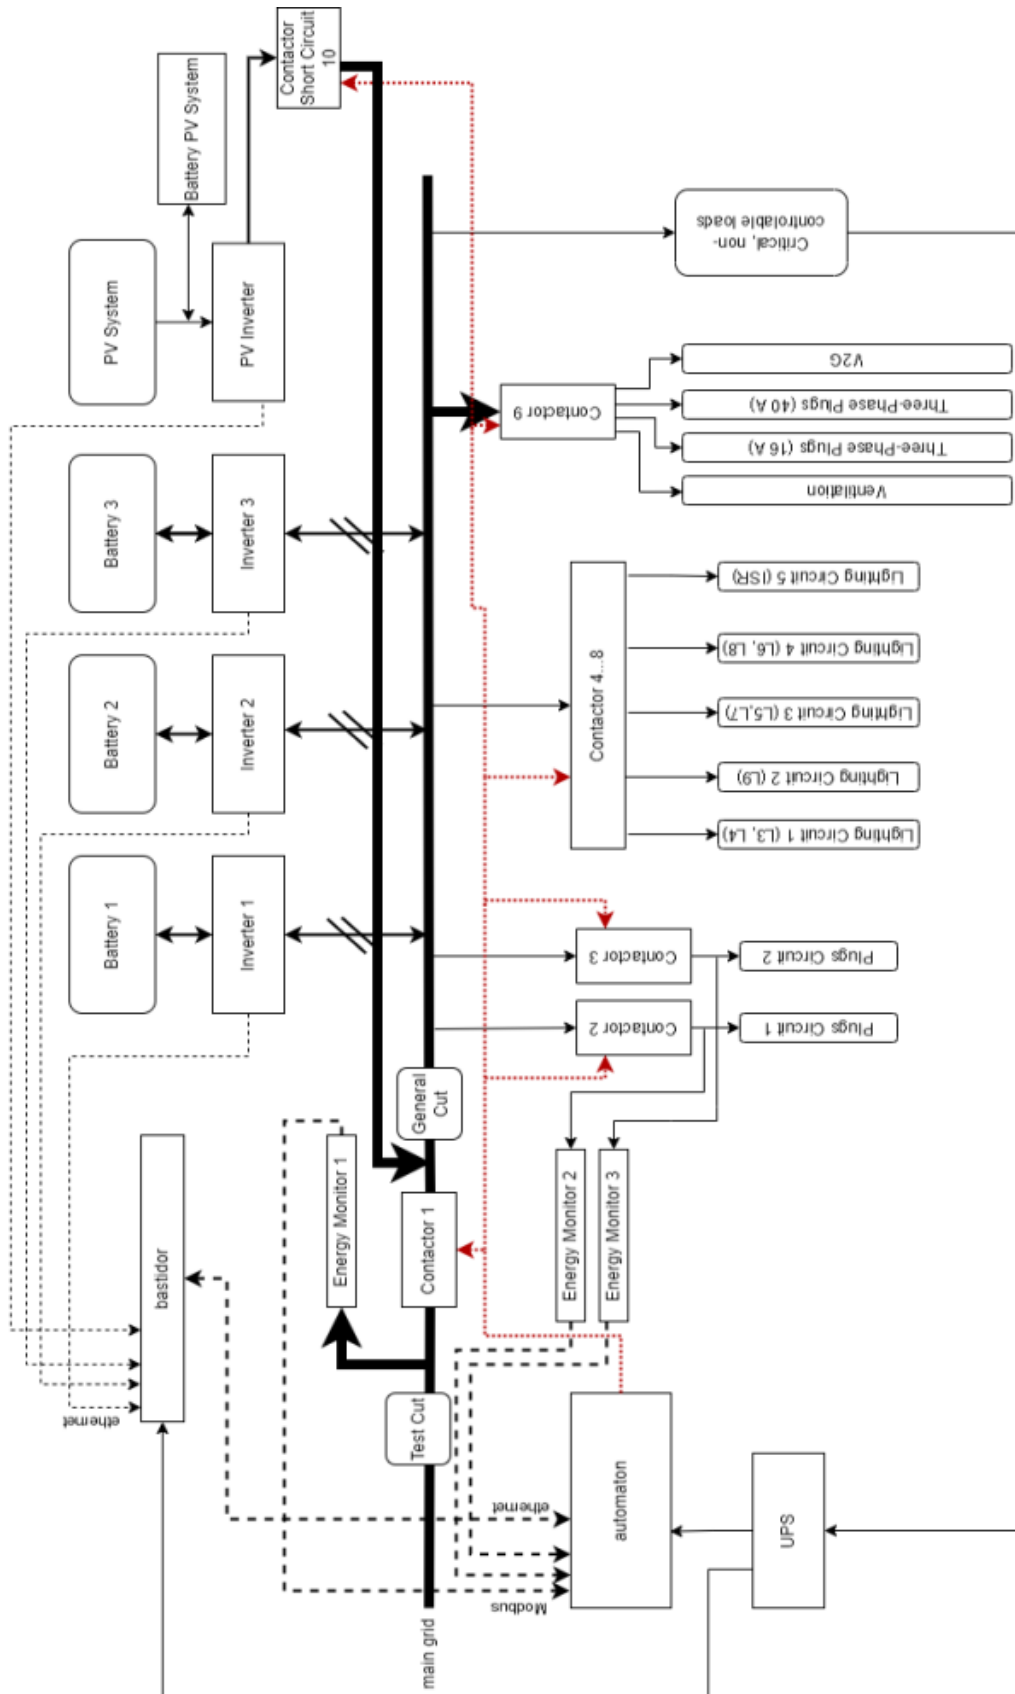 PV System
Battery PV System
PV Inverter
Contactor
Short Circuit
10
Battery 3
Inverter 3
Battery 2
Inverter 2
Battery 1
Inverter 1
bastidor
ethernet
Energy Monitor 1
main grid
Test Cut
Contactor 1
General
Cut
Critical, non-
controlable loads
Contactor 9
V2G
Three-Phase Plugs (40 A)
Three-Phase Plugs (16 A)
Ventilation
Contactor 4...8
Lighting Circuit 5 (ISR)
Lighting Circuit 4 (L6, L8)
Lighting Circuit 3 (L5,L7)
Lighting Circuit 2 (L9)
Lighting Circuit 1 (L3, L4)
Contactor 3
Contactor 2
Plugs Circuit 2
Plugs Circuit 1
Energy Monitor 2
Energy Monitor 3
ethernet
Modbus
automaton
UPS